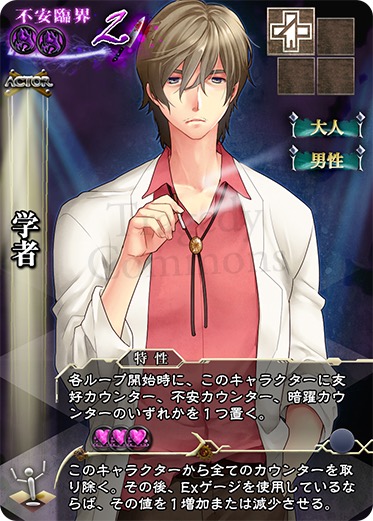 不安臨界
2
ACTOR
大人
男性
学者
Tragedy
Commons
特性
各ループ開始時に、このキャラクターに友
好カウンター、不安カウンター、暗躍カウ
ンターのいずれかを1つ置く。
このキャラクターから全てのカウンターを取
り除く。その後、Exゲージを使用しているな
らば、その値を1増加または減少させる。